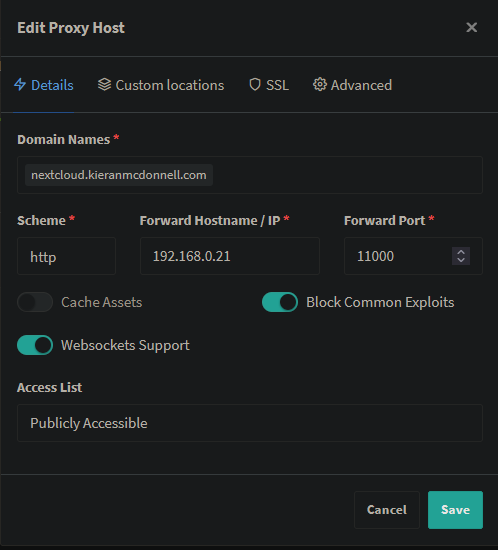 Edit Proxy Host
Details Custom locations SSL Advanced
Domain Names *
nextcloud.kieranmcdonnell.com
Scheme * Forward Hostname / IP * Forward Port *
http 192.168.0.21 11000
Cache Assets Block Common Exploits
Websockets Support
Access List
Publicly Accessible
Cancel Save